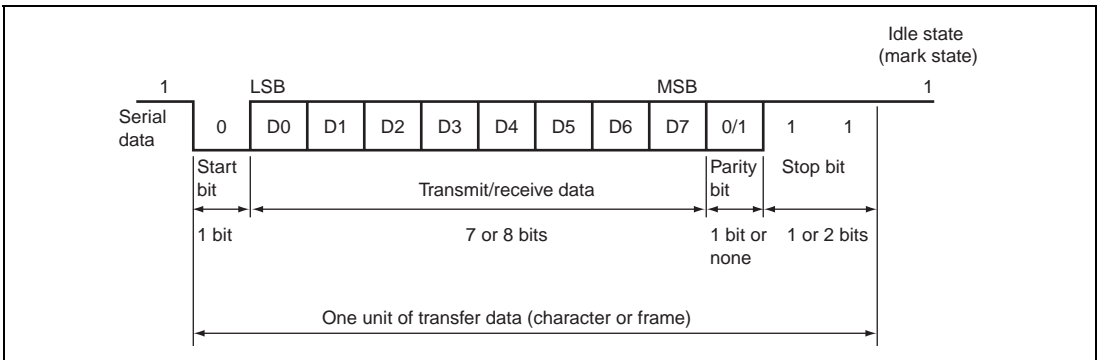 Idle state
(mark state)
1 LSB MSB 1
Serial
data
0 D0 D1 D2 D3 D4 D5 D6 D7 0/1 1 1
Start
bit
Transmit/receive data
Parity
bit
Stop bit
1 bit 7 or 8 bits 1 bit or
none
1 or 2 bits
One unit of transfer data (character or frame)